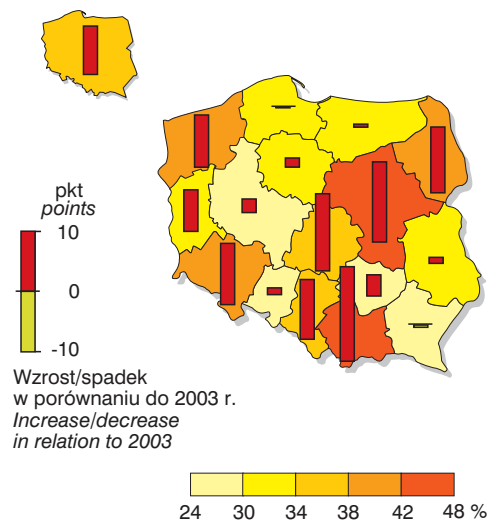 pkt
points
10
0
-10
Wzrost/spadek
w porównaniu do 2003 r.
Increase/decrease
in relation to 2003
24 30 34 38 42 48 %